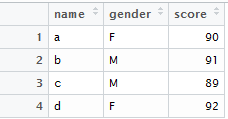 name gender score
1 a F 90
2 b M 91
3 c M 89
4 d F 92